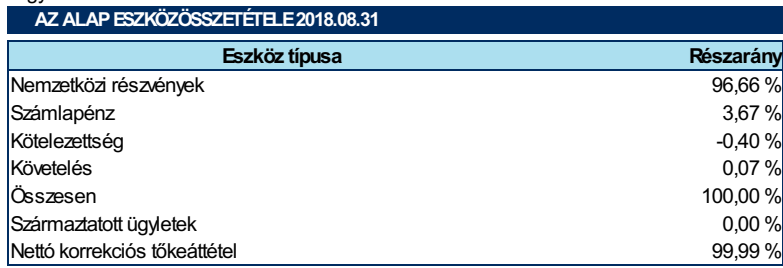 AZ ALAP ESZKÖZÖSSZETÉTELE 2018.08.31
Eszköz típusa Részarány
Nemzetközi részvények 96,66 %
Számlapénz 3,67 %
Kötelezettség -0,40 %
Követelés 0,07 %
Összesen 100,00 %
Származtatott ügyletek 0,00 %
Nettó korrekciós tőkeáttétel 99,99 %